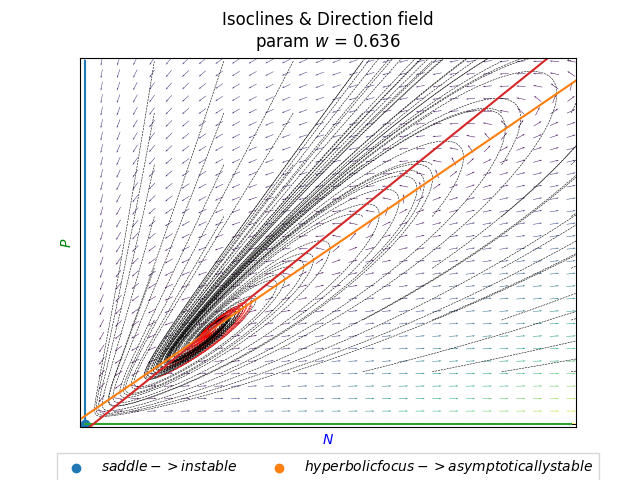 Isoclines & Direction field
param w = 0.636
P
N
saddle−>instable
hyperbolicfocus−>asymptoticallystable